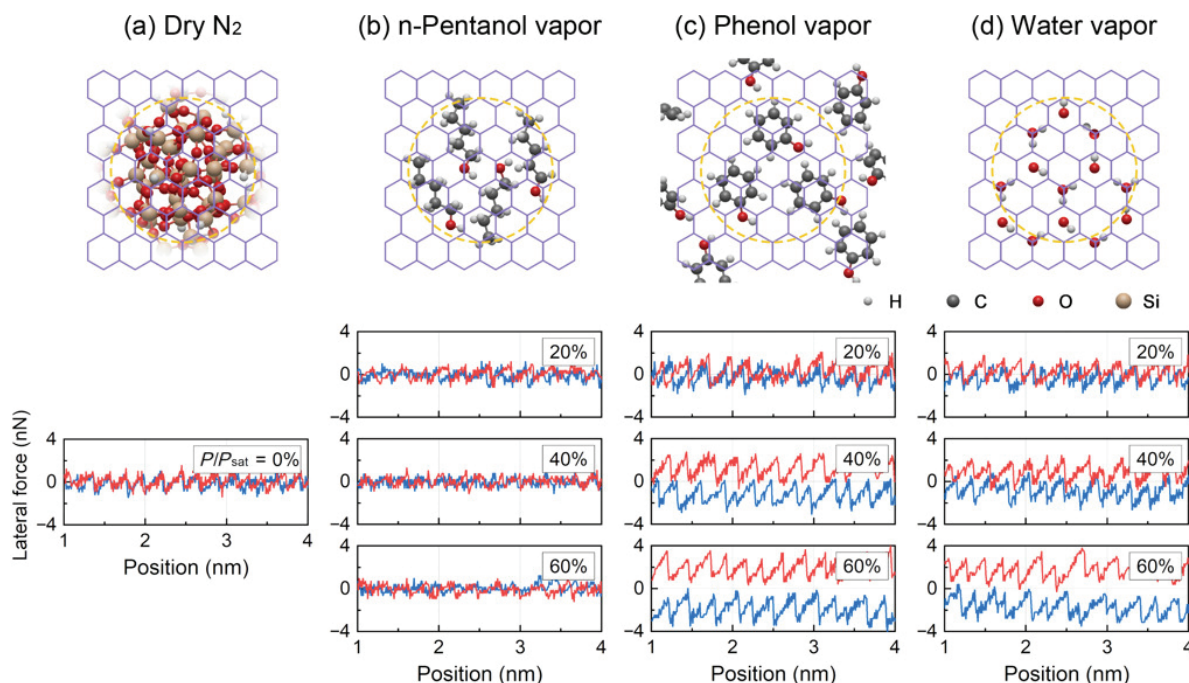 (a) Dry N₂
(b) n-Pentanol vapor
(c) Phenol vapor
(d) Water vapor
H C O Si
Lateral force (nN)
4
0
−4
P/Psat = 0%
1 2 3 4
Position (nm)
4
0
−4
20%
4
0
−4
40%
4
0
−4
60%
1 2 3 4
Position (nm)
4
0
−4
20%
4
0
−4
40%
4
0
−4
60%
1 2 3 4
Position (nm)
4
0
−4
20%
4
0
−4
40%
4
0
−4
60%
1 2 3 4
Position (nm)